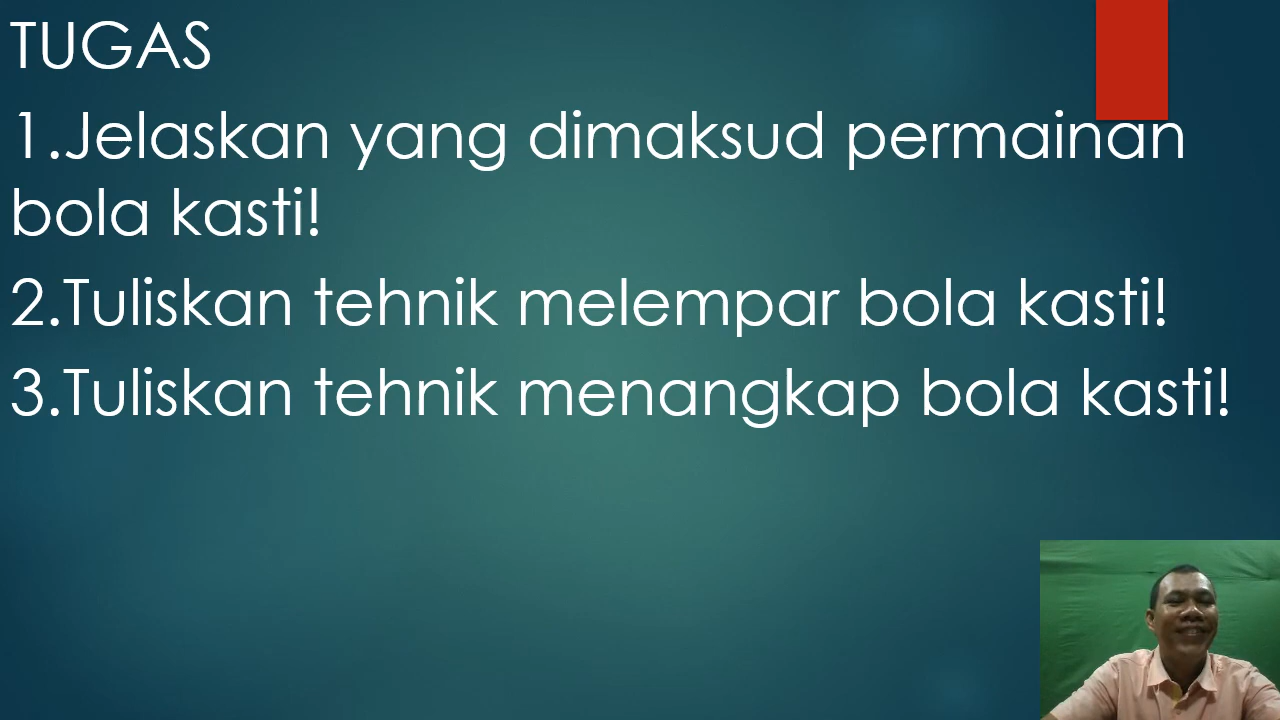 TUGAS
1.Jelaskan yang dimaksud permainan
bola kasti!
2.Tuliskan tehnik melempar bola kasti!
3.Tuliskan tehnik menangkap bola kasti!